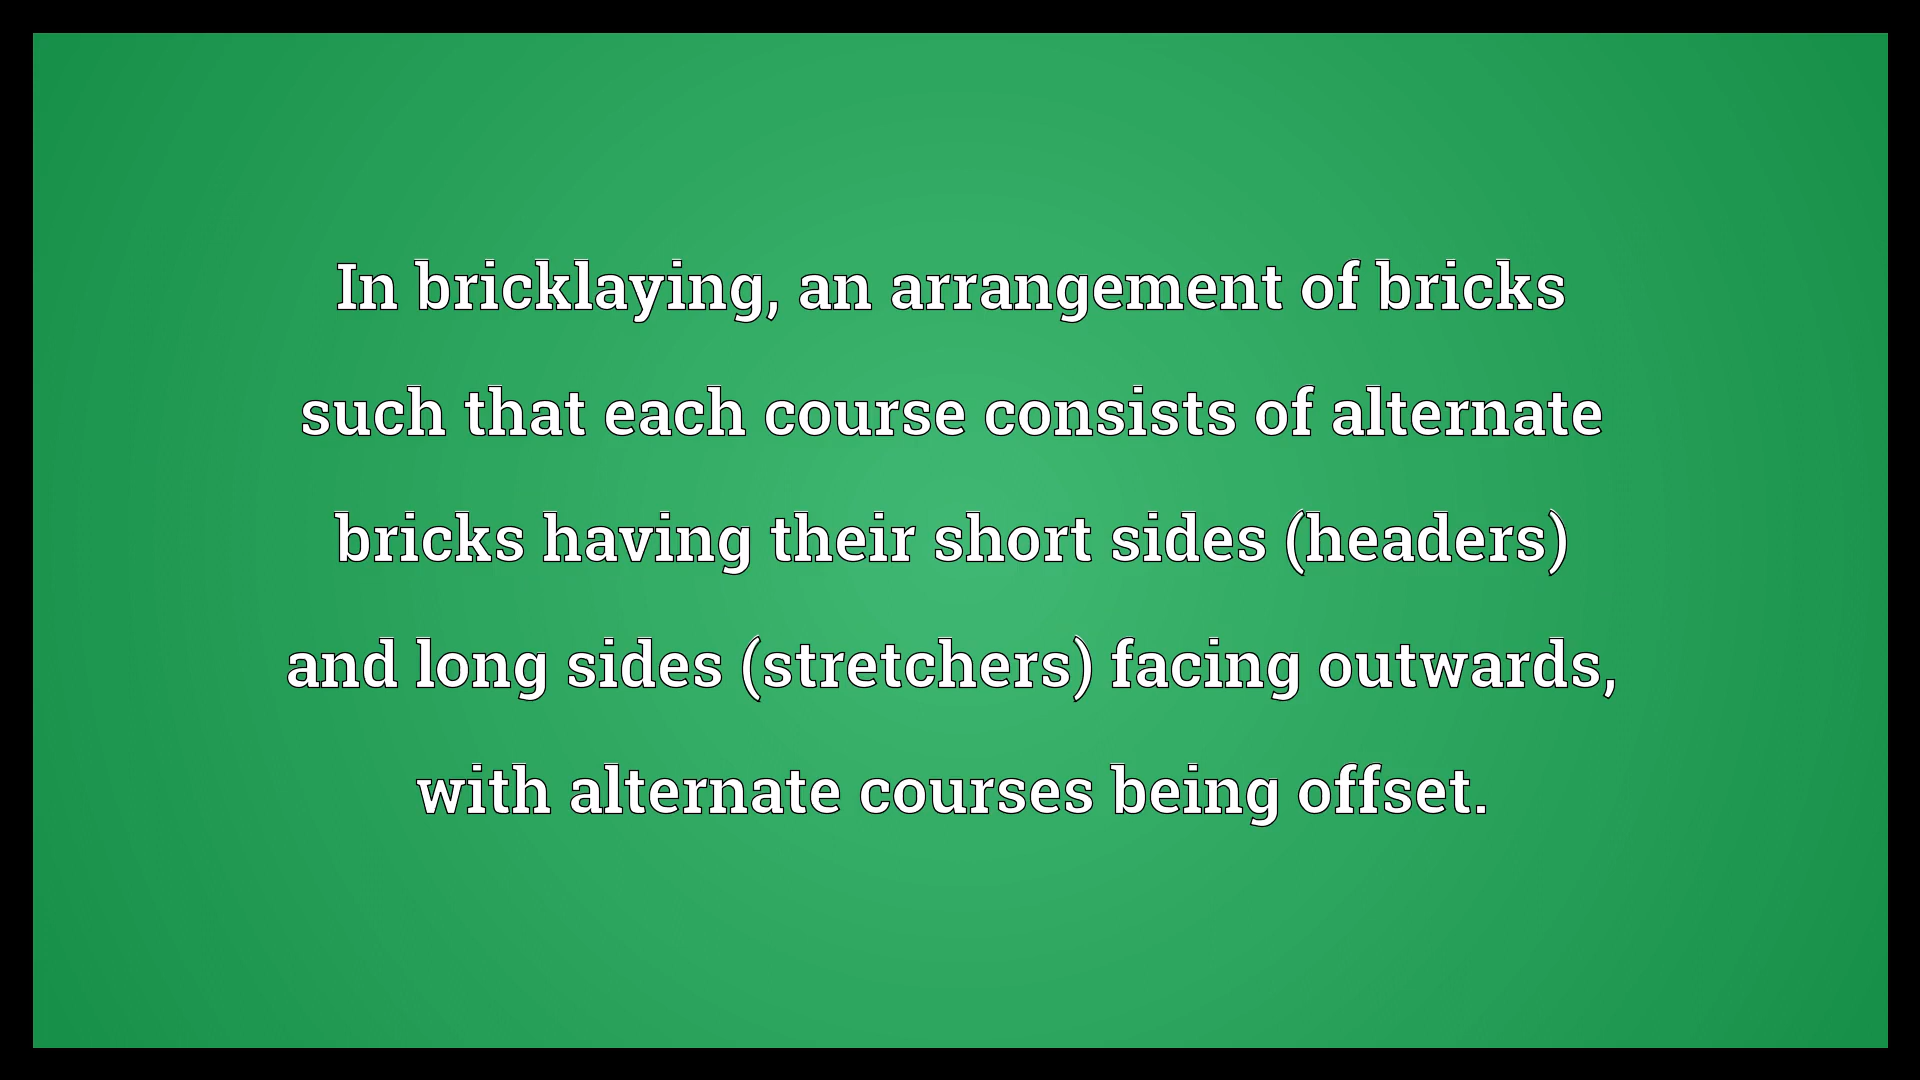 In bricklaying, an arrangement of bricks
such that each course consists of alternate
bricks having their short sides (headers)
and long sides (stretchers) facing outwards,
with alternate courses being offset.